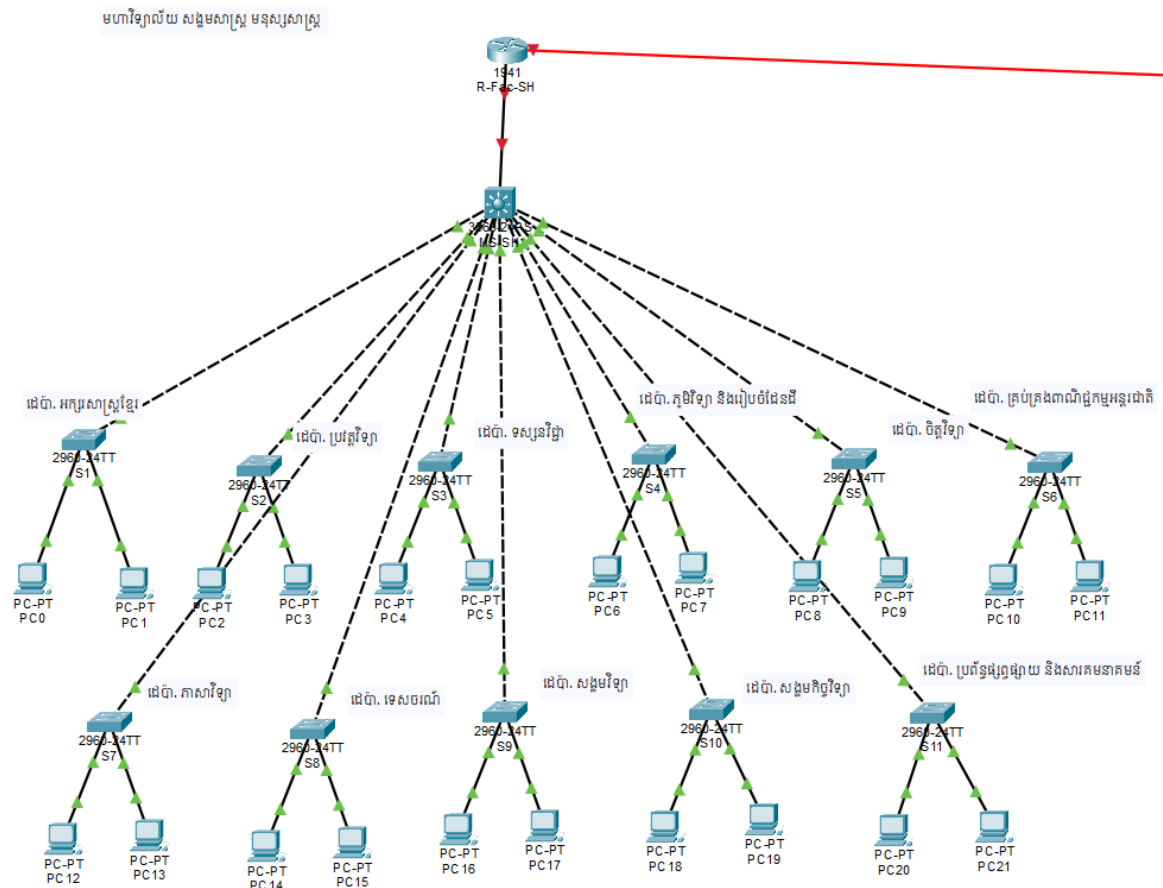 មហាវិទ្យាល័យ សង្គមសាស្ត្រ មនុស្សសាស្ត្រ
1941
R-Fac-SH
MS-SH
ដេប៉ា. អក្សរសាស្ត្រខ្មែរ
ដេប៉ា. ប្រវត្តវិទ្យា
ដេប៉ា. ទស្សនវិជ្ជា
ដេប៉ា. ភូមិវិទ្យា និងរៀបចំដែនដី
ដេប៉ា. ចិត្តវិទ្យា
ដេប៉ា. គ្រប់គ្រងពាណិជ្ជកម្មអន្តរជាតិ
2960-24TT
S1
2960-24TT
S2
2960-24TT
S3
2960-24TT
S4
2960-24TT
S5
2960-24TT
S6
PC-PT
PC0
PC-PT
PC1
PC-PT
PC2
PC-PT
PC3
PC-PT
PC4
PC-PT
PC5
PC-PT
PC6
PC-PT
PC7
PC-PT
PC8
PC-PT
PC9
PC-PT
PC10
PC-PT
PC11
ដេប៉ា. ភាសាវិទ្យា
ដេប៉ា. ទេសចរណ៍
ដេប៉ា. សង្គមវិទ្យា
ដេប៉ា. សង្គមកិច្ចវិទ្យា
ដេប៉ា. ប្រព័ន្ធផ្សព្វផ្សាយ និងសារគមនាគមន៍
2960-24TT
S7
2960-24TT
S8
2960-24TT
S9
2960-24TT
S10
2960-24TT
S11
PC-PT
PC12
PC-PT
PC13
PC-PT
PC14
PC-PT
PC15
PC-PT
PC16
PC-PT
PC17
PC-PT
PC18
PC-PT
PC19
PC-PT
PC20
PC-PT
PC21